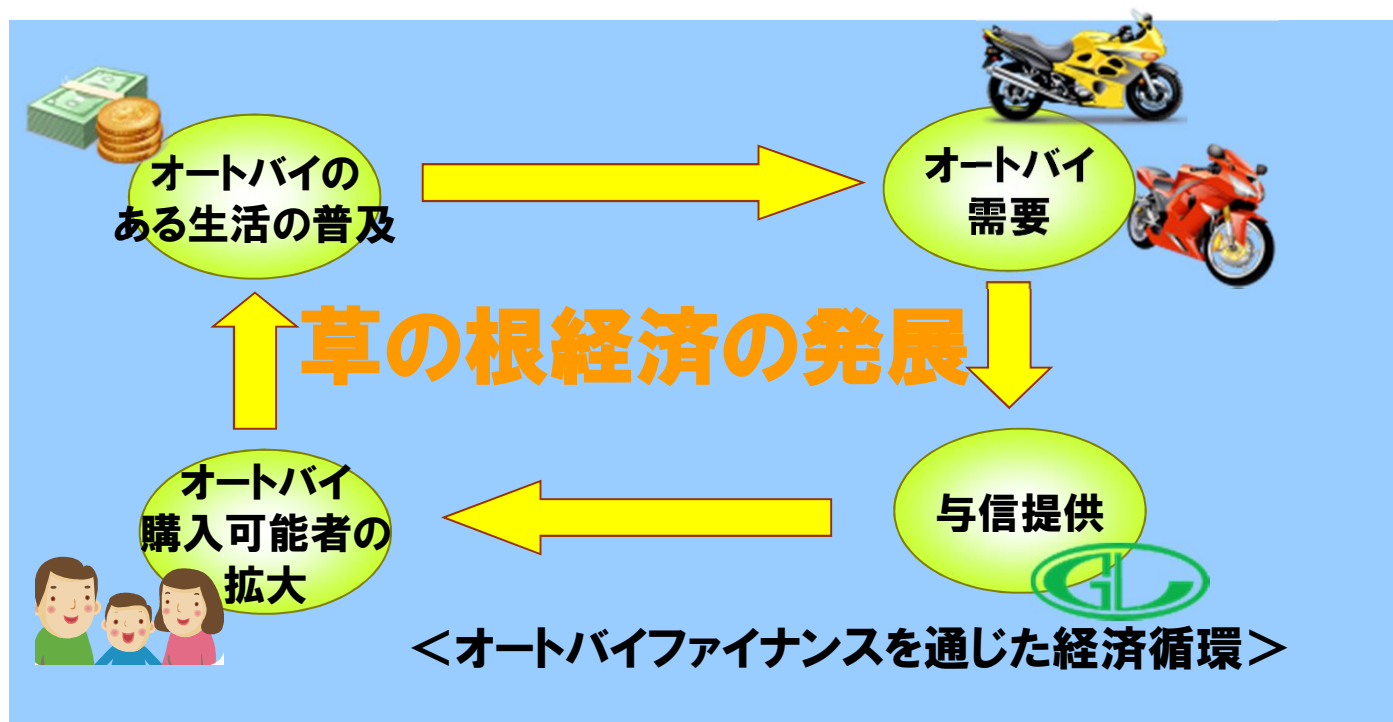 オートバイの
ある生活の普及
オートバイ
需要
草の根経済の発展
オートバイ
購入可能者の
拡大
与信提供
GL
＜オートバイファイナンスを通じた経済循環＞